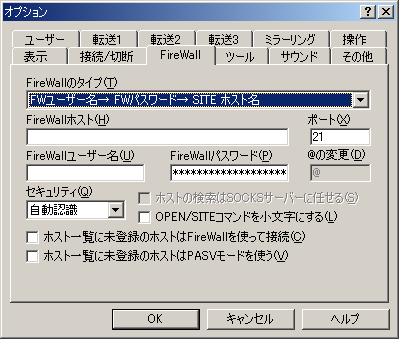 オプション
ユーザー 転送1 転送2 転送3 ミラーリング 操作
表示 接続/切断 FireWall ツール サウンド その他
FireWallのタイプ(T)
FWユーザー名→ FWパスワード→ SITE ホスト名
FireWallホスト(H) ポート(X)
21
FireWallユーザー名(U) FireWallパスワード(P) @の変更(D)
******************** @
セキュリティ(Q)
自動認識
ホストの検索はSOCKSサーバーに任せる(S)
OPEN/SITEコマンドを小文字にする(L)
ホスト一覧に未登録のホストはFireWallを使って接続(C)
ホスト一覧に未登録のホストはPASVモードを使う(V)
OK キャンセル ヘルプ